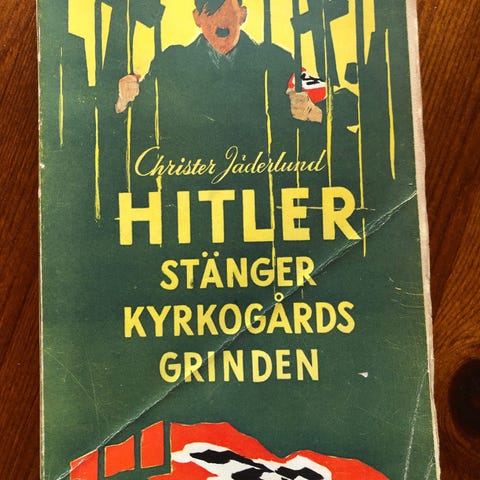 Christer Jäderlund
HITLER
STÄNGER
KYRKOGÅRDS
GRINDEN